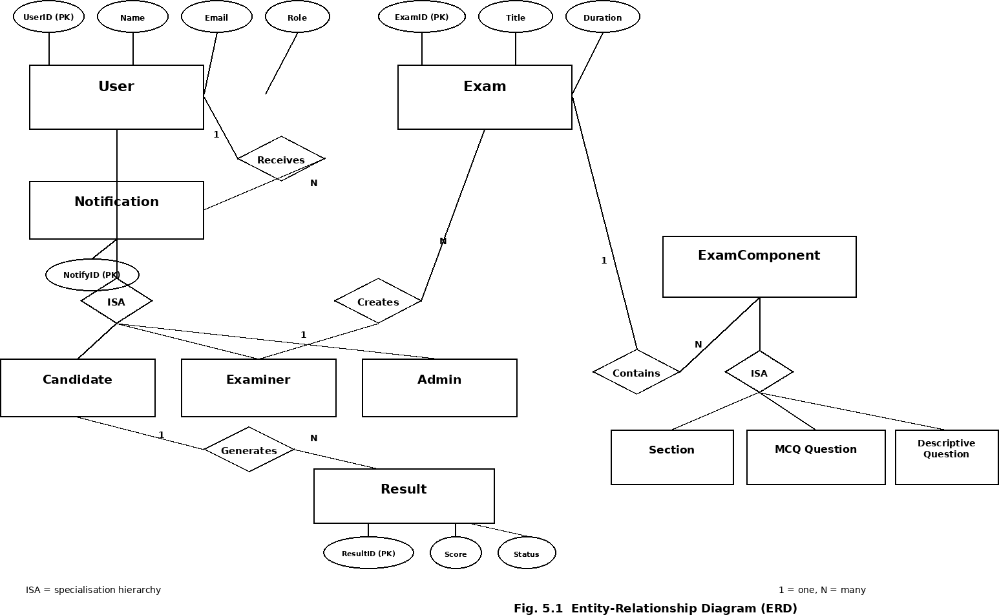 UserID (PK) Name Email Role ExamID (PK) Title Duration
User Exam
1
Receives
N
Notification
N
ExamComponent
1
NotifyID (PK)
ISA Creates
1
N
Contains ISA
Candidate Examiner Admin
1 N
Generates
Section MCQ Question Descriptive
Question
Result
ResultID (PK) Score Status
ISA = specialisation hierarchy 1 = one, N = many
Fig. 5.1 Entity-Relationship Diagram (ERD)